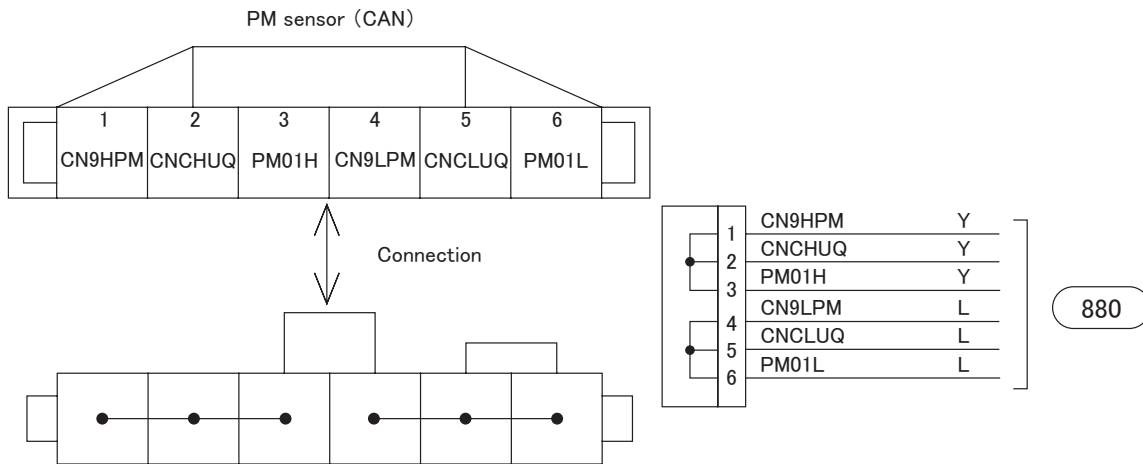 PM sensor (CAN)
1 2 3 4 5 6
CN9HPM CNCHUQ PM01H CN9LPM CNCLUQ PM01L
Connection
1 CN9HPM Y
2 CNCHUQ Y
3 PM01H Y
4 CN9LPM L
5 CNCLUQ L
6 PM01L L
880